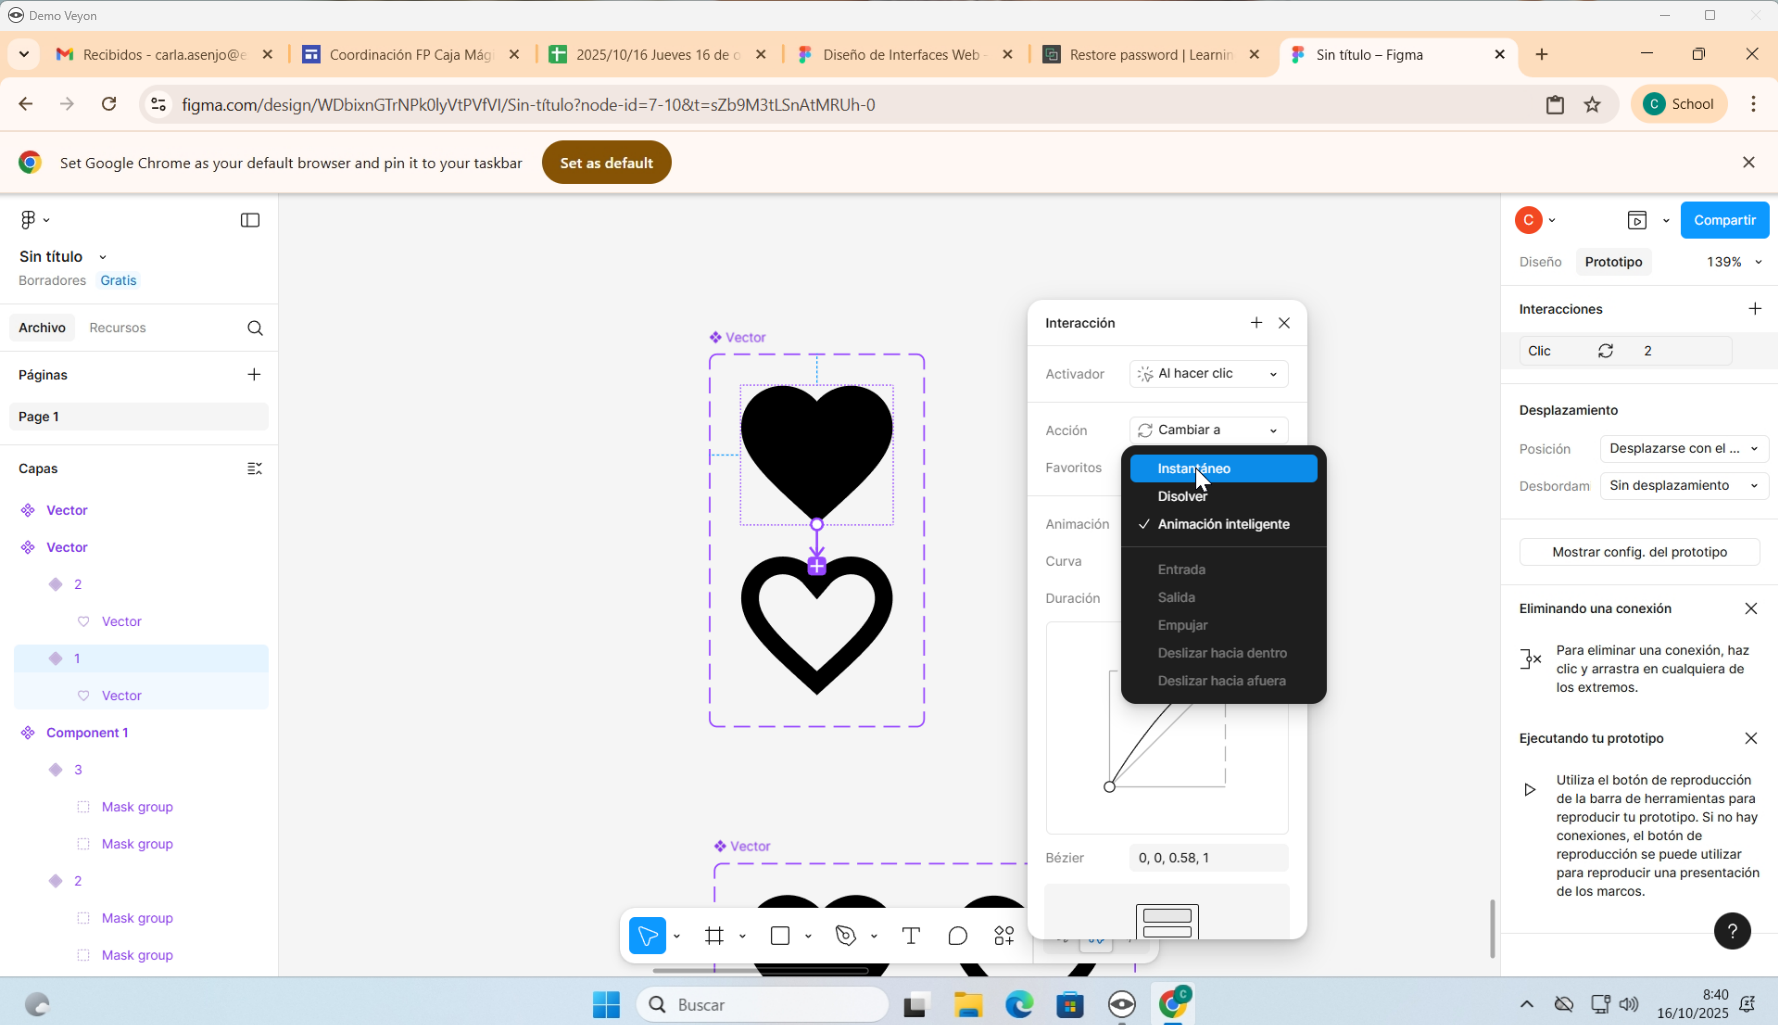 Demo Veyon
Recibidos - carla.asenjo@e
Coordinación FP Caja Mági
2025/10/16 Jueves 16 de o
Diseño de Interfaces Web -
Restore password | Learnin
Sin título – Figma
figma.com/design/WDbixnGTrNPk0lyVtPVfVI/Sin-título?node-id=7-10&t=sZb9M3tLSnAtMRUh-0
C School
Set Google Chrome as your default browser and pin it to your taskbar
Set as default
Sin título
Borradores Gratis
Archivo Recursos
Páginas
Page 1
Capas
Vector
Vector
2
Vector
1
Vector
Component 1
3
Mask group
Mask group
2
Mask group
Mask group
Vector
Vector
Interacción
Activador Al hacer clic
Acción Cambiar a
Favoritos
Animación
Curva
Duración
Instantáneo
Disolver
Animación inteligente
Entrada
Salida
Empujar
Deslizar hacia dentro
Deslizar hacia afuera
Bézier 0, 0, 0.58, 1
C
Compartir
Diseño Prototipo 139%
Interacciones
Clic 2
Desplazamiento
Posición Desplazarse con el ...
Desbordam Sin desplazamiento
Mostrar config. del prototipo
Eliminando una conexión
Para eliminar una conexión, haz
clic y arrastra en cualquiera de
los extremos.
Ejecutando tu prototipo
Utiliza el botón de reproducción
de la barra de herramientas para
reproducir tu prototipo. Si no hay
conexiones, el botón de
reproducción se puede utilizar
para reproducir una presentación
de los marcos.
?
T
Buscar
C
8:40
16/10/2025